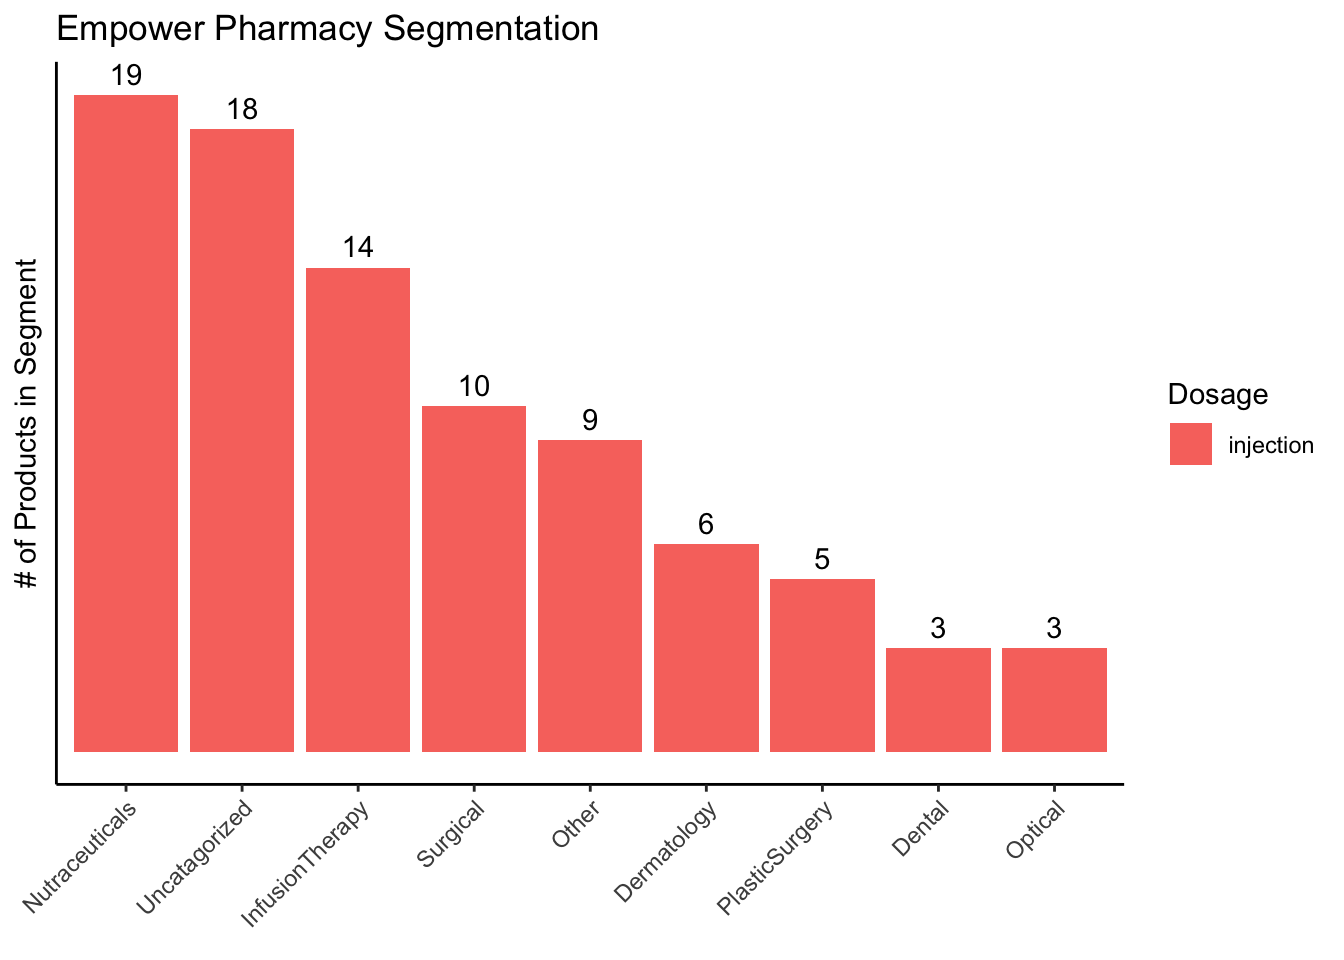 Empower Pharmacy Segmentation
# of Products in Segment
19
18
14
10
9
6
5
3
3
Nutraceuticals
Uncatagorized
InfusionTherapy
Surgical
Other
Dermatology
PlasticSurgery
Dental
Optical
Dosage
injection